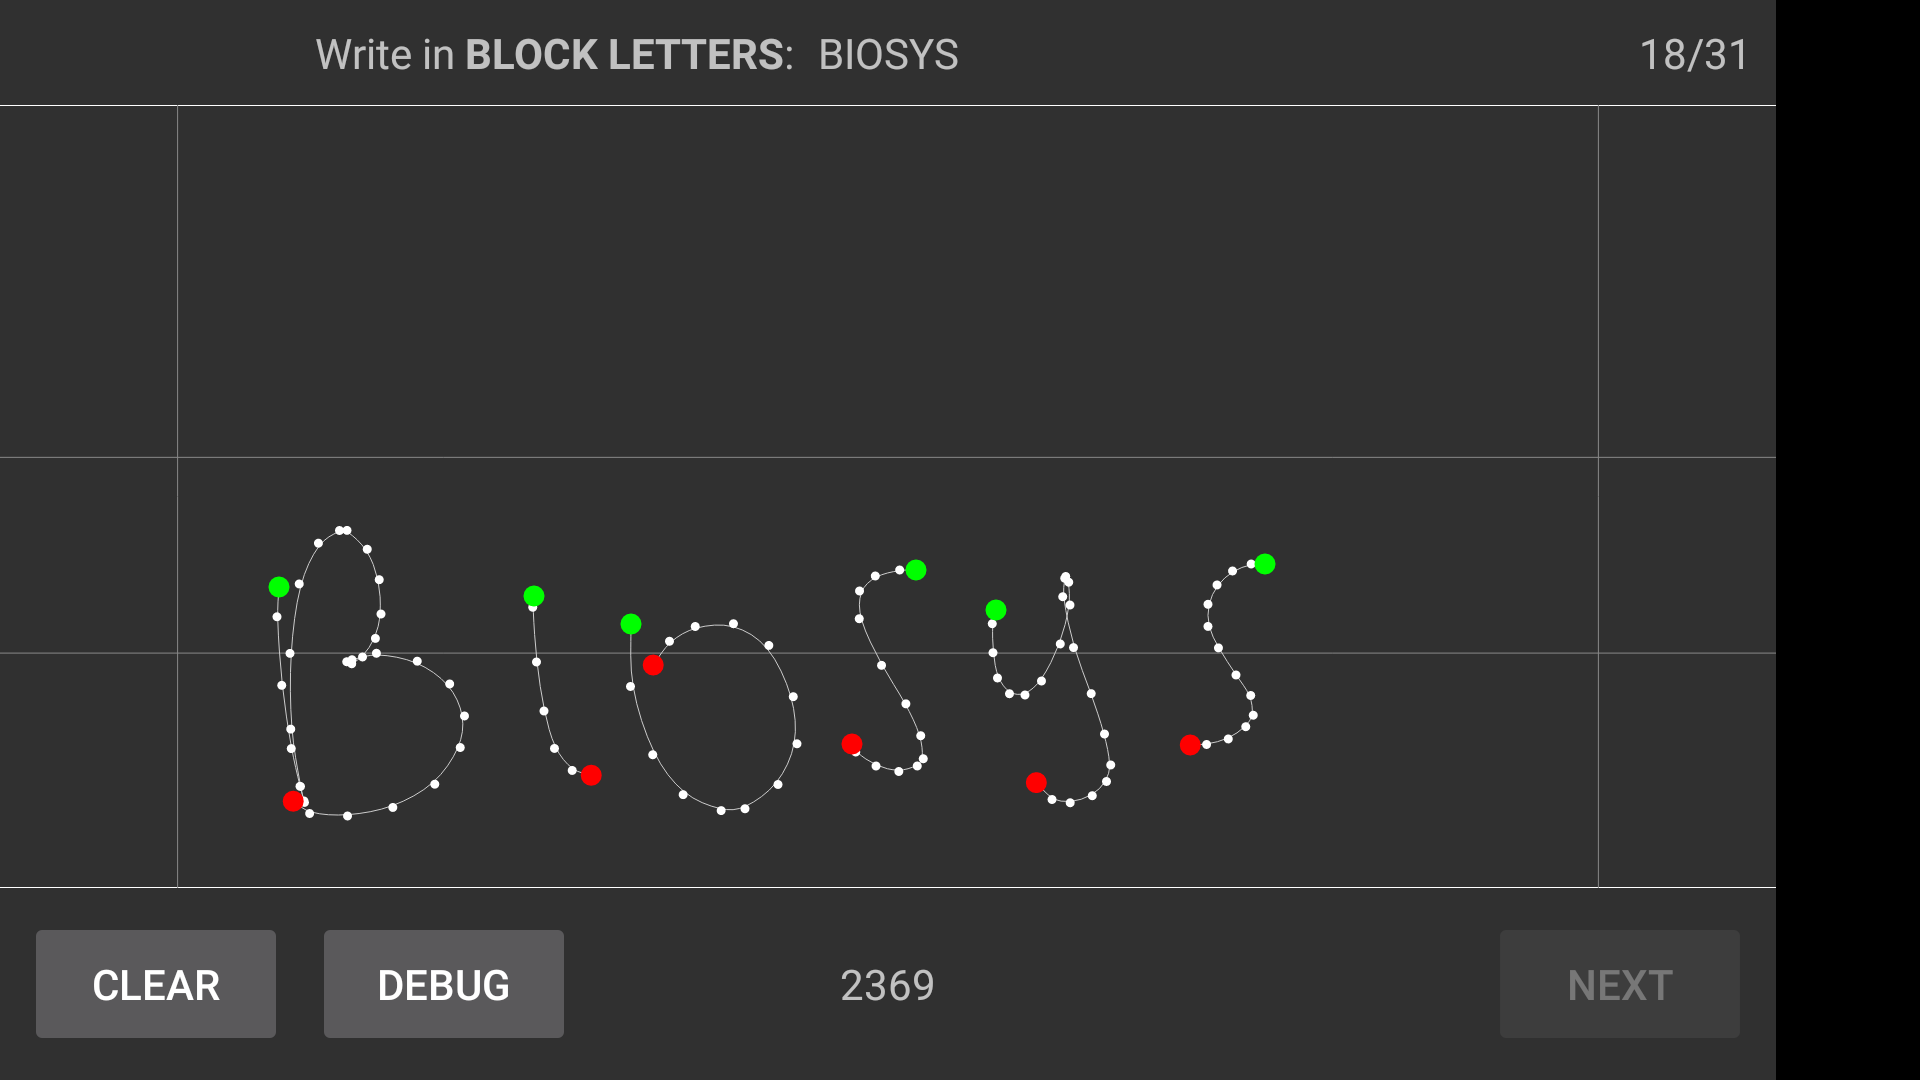 Write in BLOCK LETTERS: BIOSYS 18/31
BIOSYS
CLEAR DEBUG 2369 NEXT